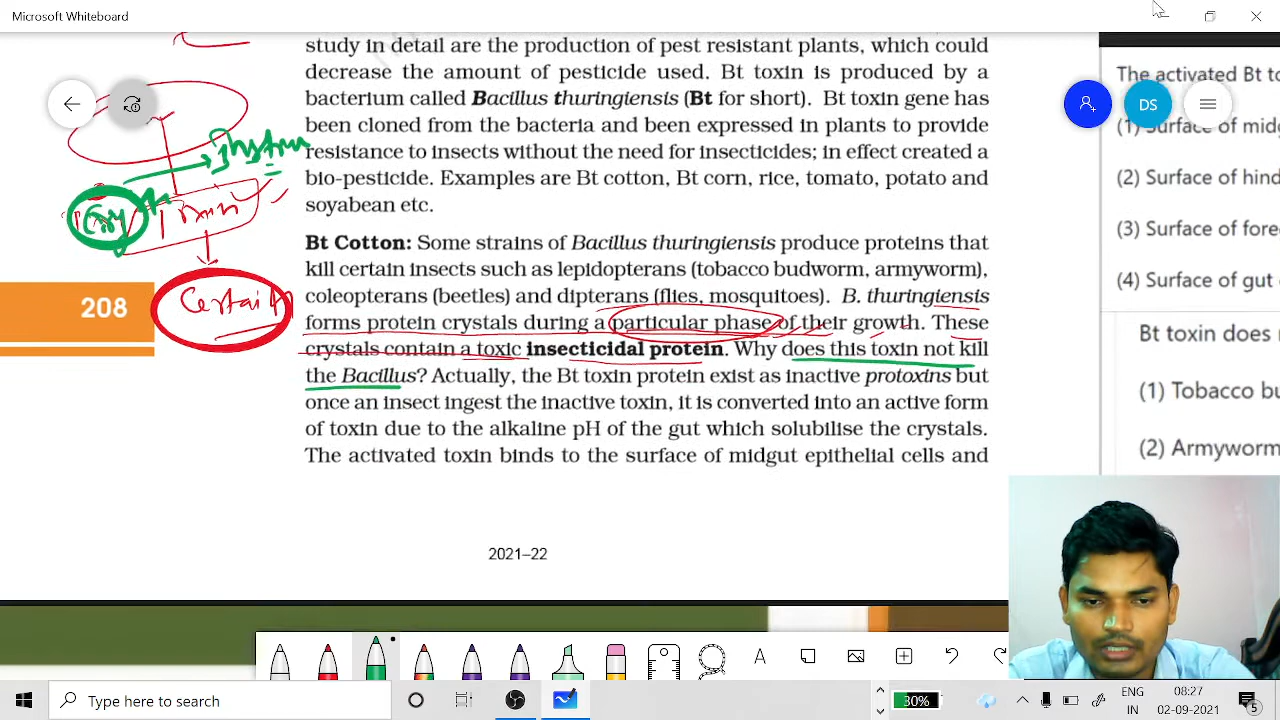 Microsoft Whiteboard
study in detail are the production of pest resistant plants, which could
decrease the amount of pesticide used. Bt toxin is produced by a
bacterium called Bacillus thuringiensis (Bt for short). Bt toxin gene has
been cloned from the bacteria and been expressed in plants to provide
resistance to insects without the need for insecticides; in effect created a
bio-pesticide. Examples are Bt cotton, Bt corn, rice, tomato, potato and
soyabean etc.
Bt Cotton: Some strains of Bacillus thuringiensis produce proteins that
kill certain insects such as lepidopterans (tobacco budworm, armyworm),
coleopterans (beetles) and dipterans (flies, mosquitoes). B. thuringiensis
forms protein crystals during a particular phase of their growth. These
crystals contain a toxic insecticidal protein. Why does this toxin not kill
the Bacillus? Actually, the Bt toxin protein exist as inactive protoxins but
once an insect ingest the inactive toxin, it is converted into an active form
of toxin due to the alkaline pH of the gut which solubilise the crystals.
The activated toxin binds to the surface of midgut epithelial cells and
2021–22
208
Cry
Toxin
Certain
The activated Bt to
(1) Surface of midg
(2) Surface of hind
(3) Surface of fore
(4) Surface of gut
Bt toxin does
(1) Tobacco bu
(2) Armyworm
DS
A
Type here to search
30%
ENG
IN
08:27
02-09-2021
5